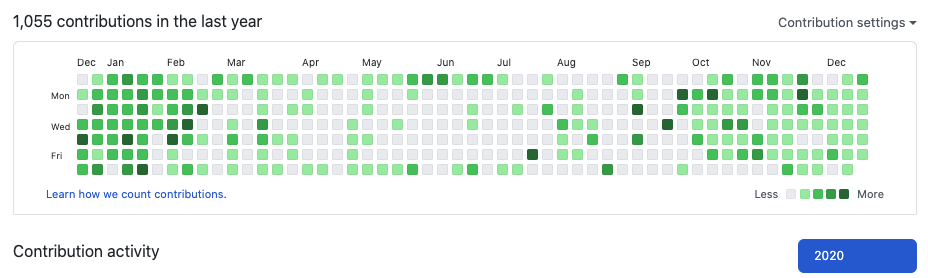 1,055 contributions in the last year
Contribution settings
Dec Jan Feb Mar Apr May Jun Jul Aug Sep Oct Nov Dec
Mon
Wed
Fri
Learn how we count contributions.
Less More
Contribution activity
2020